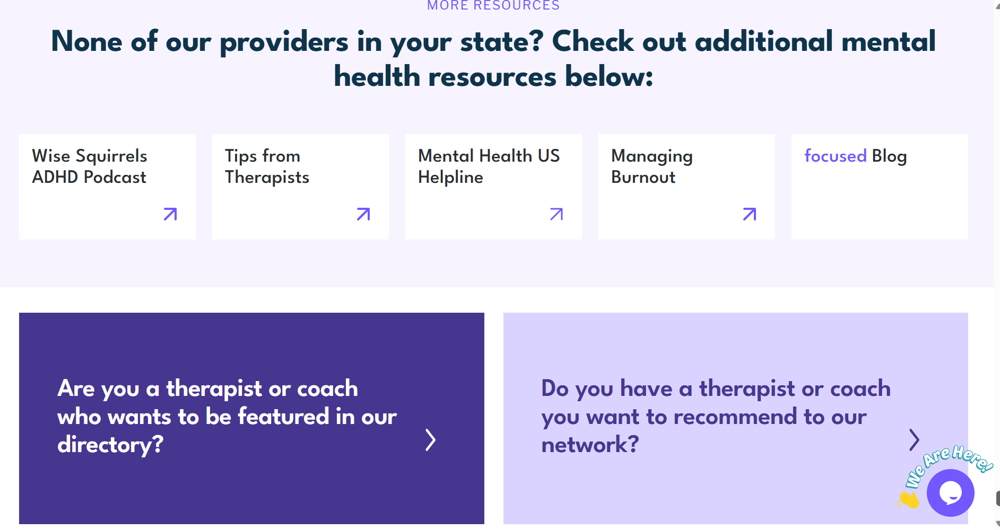 MORE RESOURCES
None of our providers in your state? Check out additional mental
health resources below:
Wise Squirrels
ADHD Podcast
Tips from
Therapists
Mental Health US
Helpline
Managing
Burnout
focused Blog
Are you a therapist or coach
who wants to be featured in our
directory?
Do you have a therapist or coach
you want to recommend to our
network?
We Are Here!